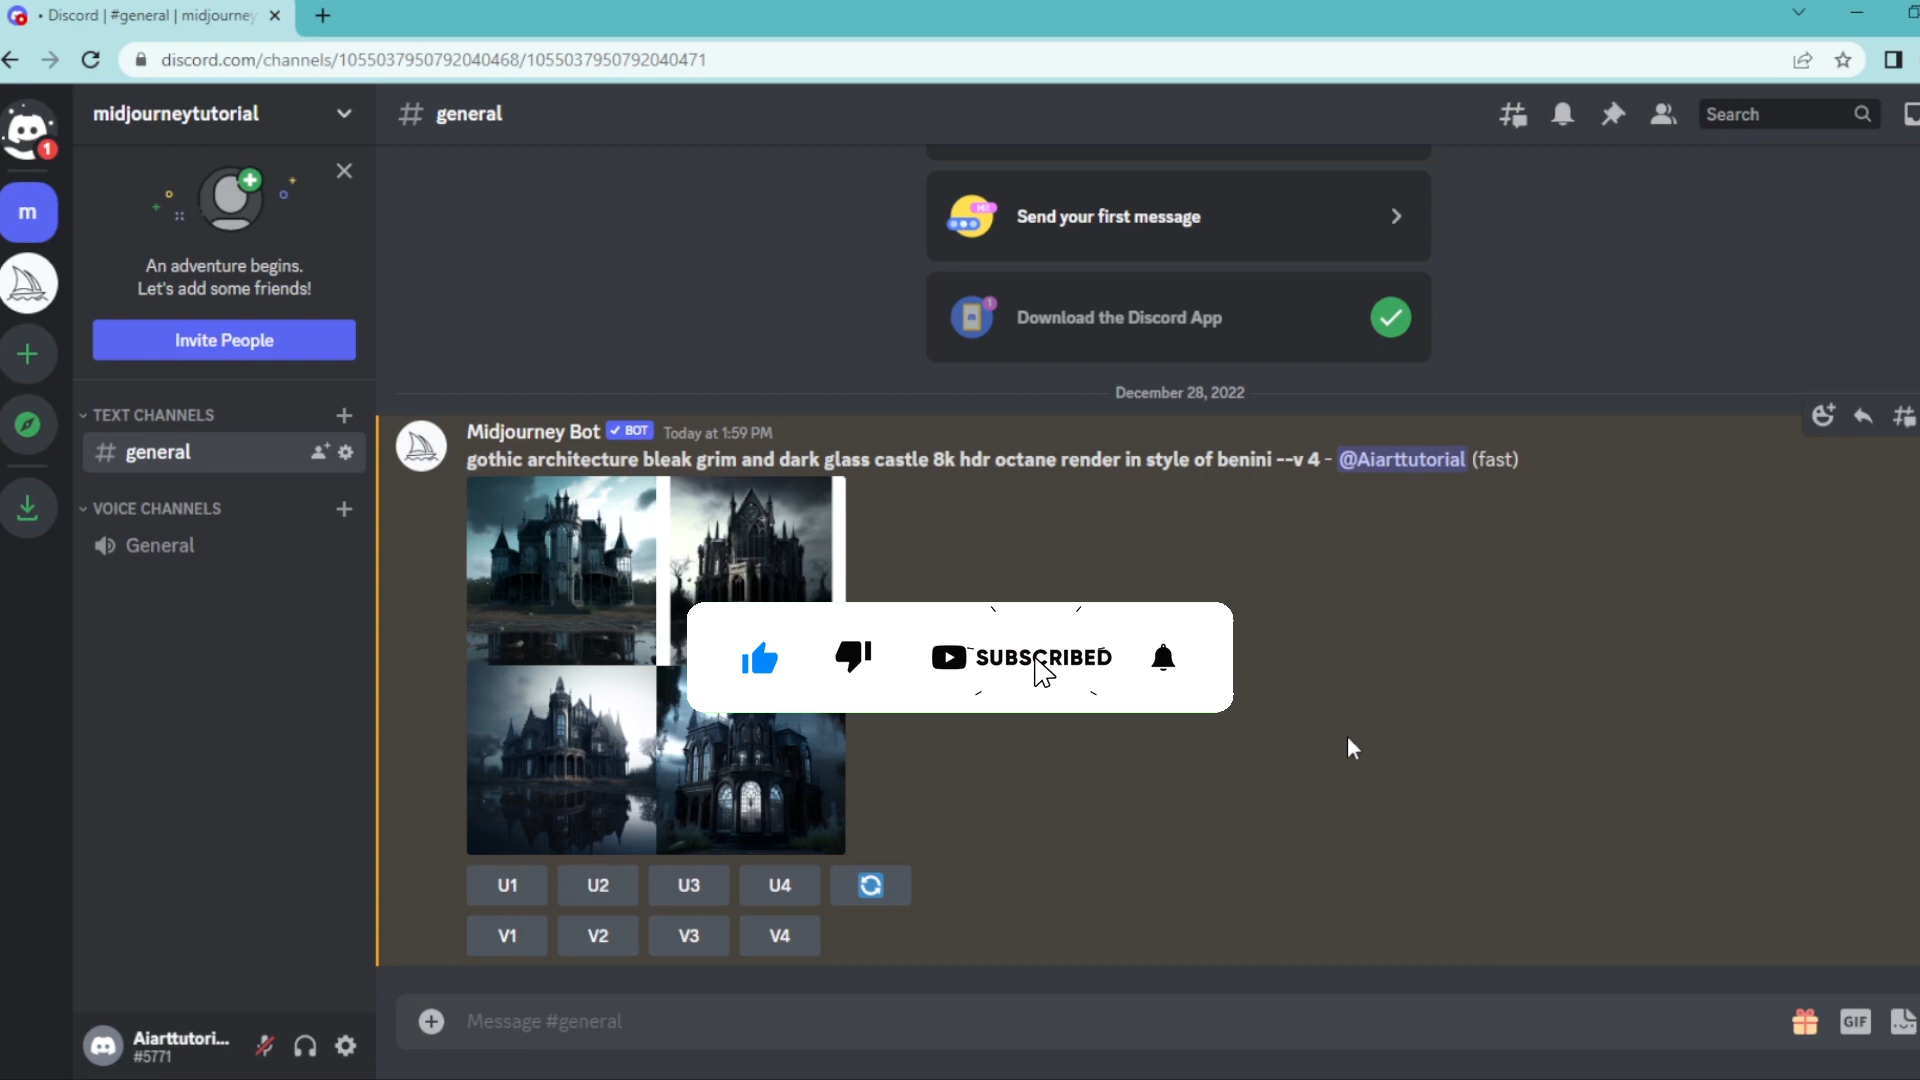 • Discord | #general | midjourney
discord.com/channels/1055037950792040468/1055037950792040471
midjourneytutorial
general
Search
1
m
An adventure begins.
Let's add some friends!
Invite People
Send your first message
Download the Discord App
December 28, 2022
TEXT CHANNELS
general
VOICE CHANNELS
General
Midjourney Bot BOT Today at 1:59 PM
gothic architecture bleak grim and dark glass castle 8k hdr octane render in style of benini --v 4 - @Aiarttutorial (fast)
SUBSCRIBED
U1 U2 U3 U4
V1 V2 V3 V4
Message #general
GIF
Aiarttutori...
#5771